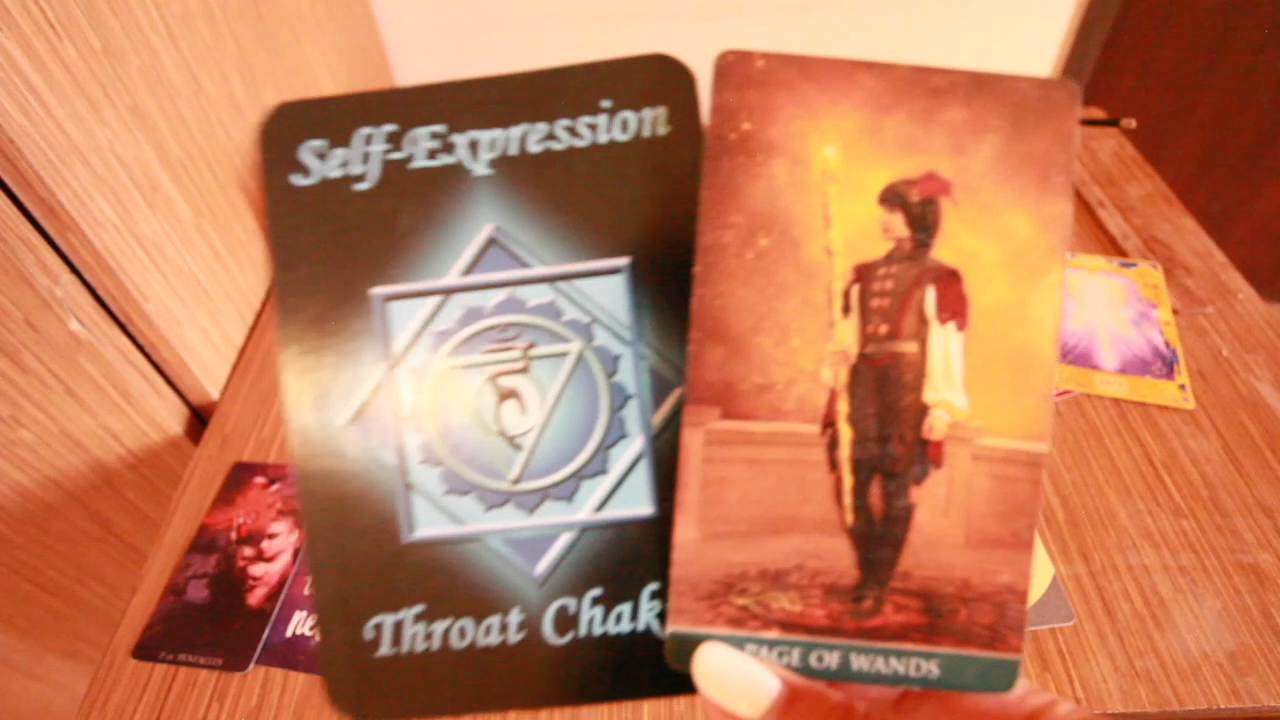 Self-Expression
Throat Chak
PAGE OF WANDS